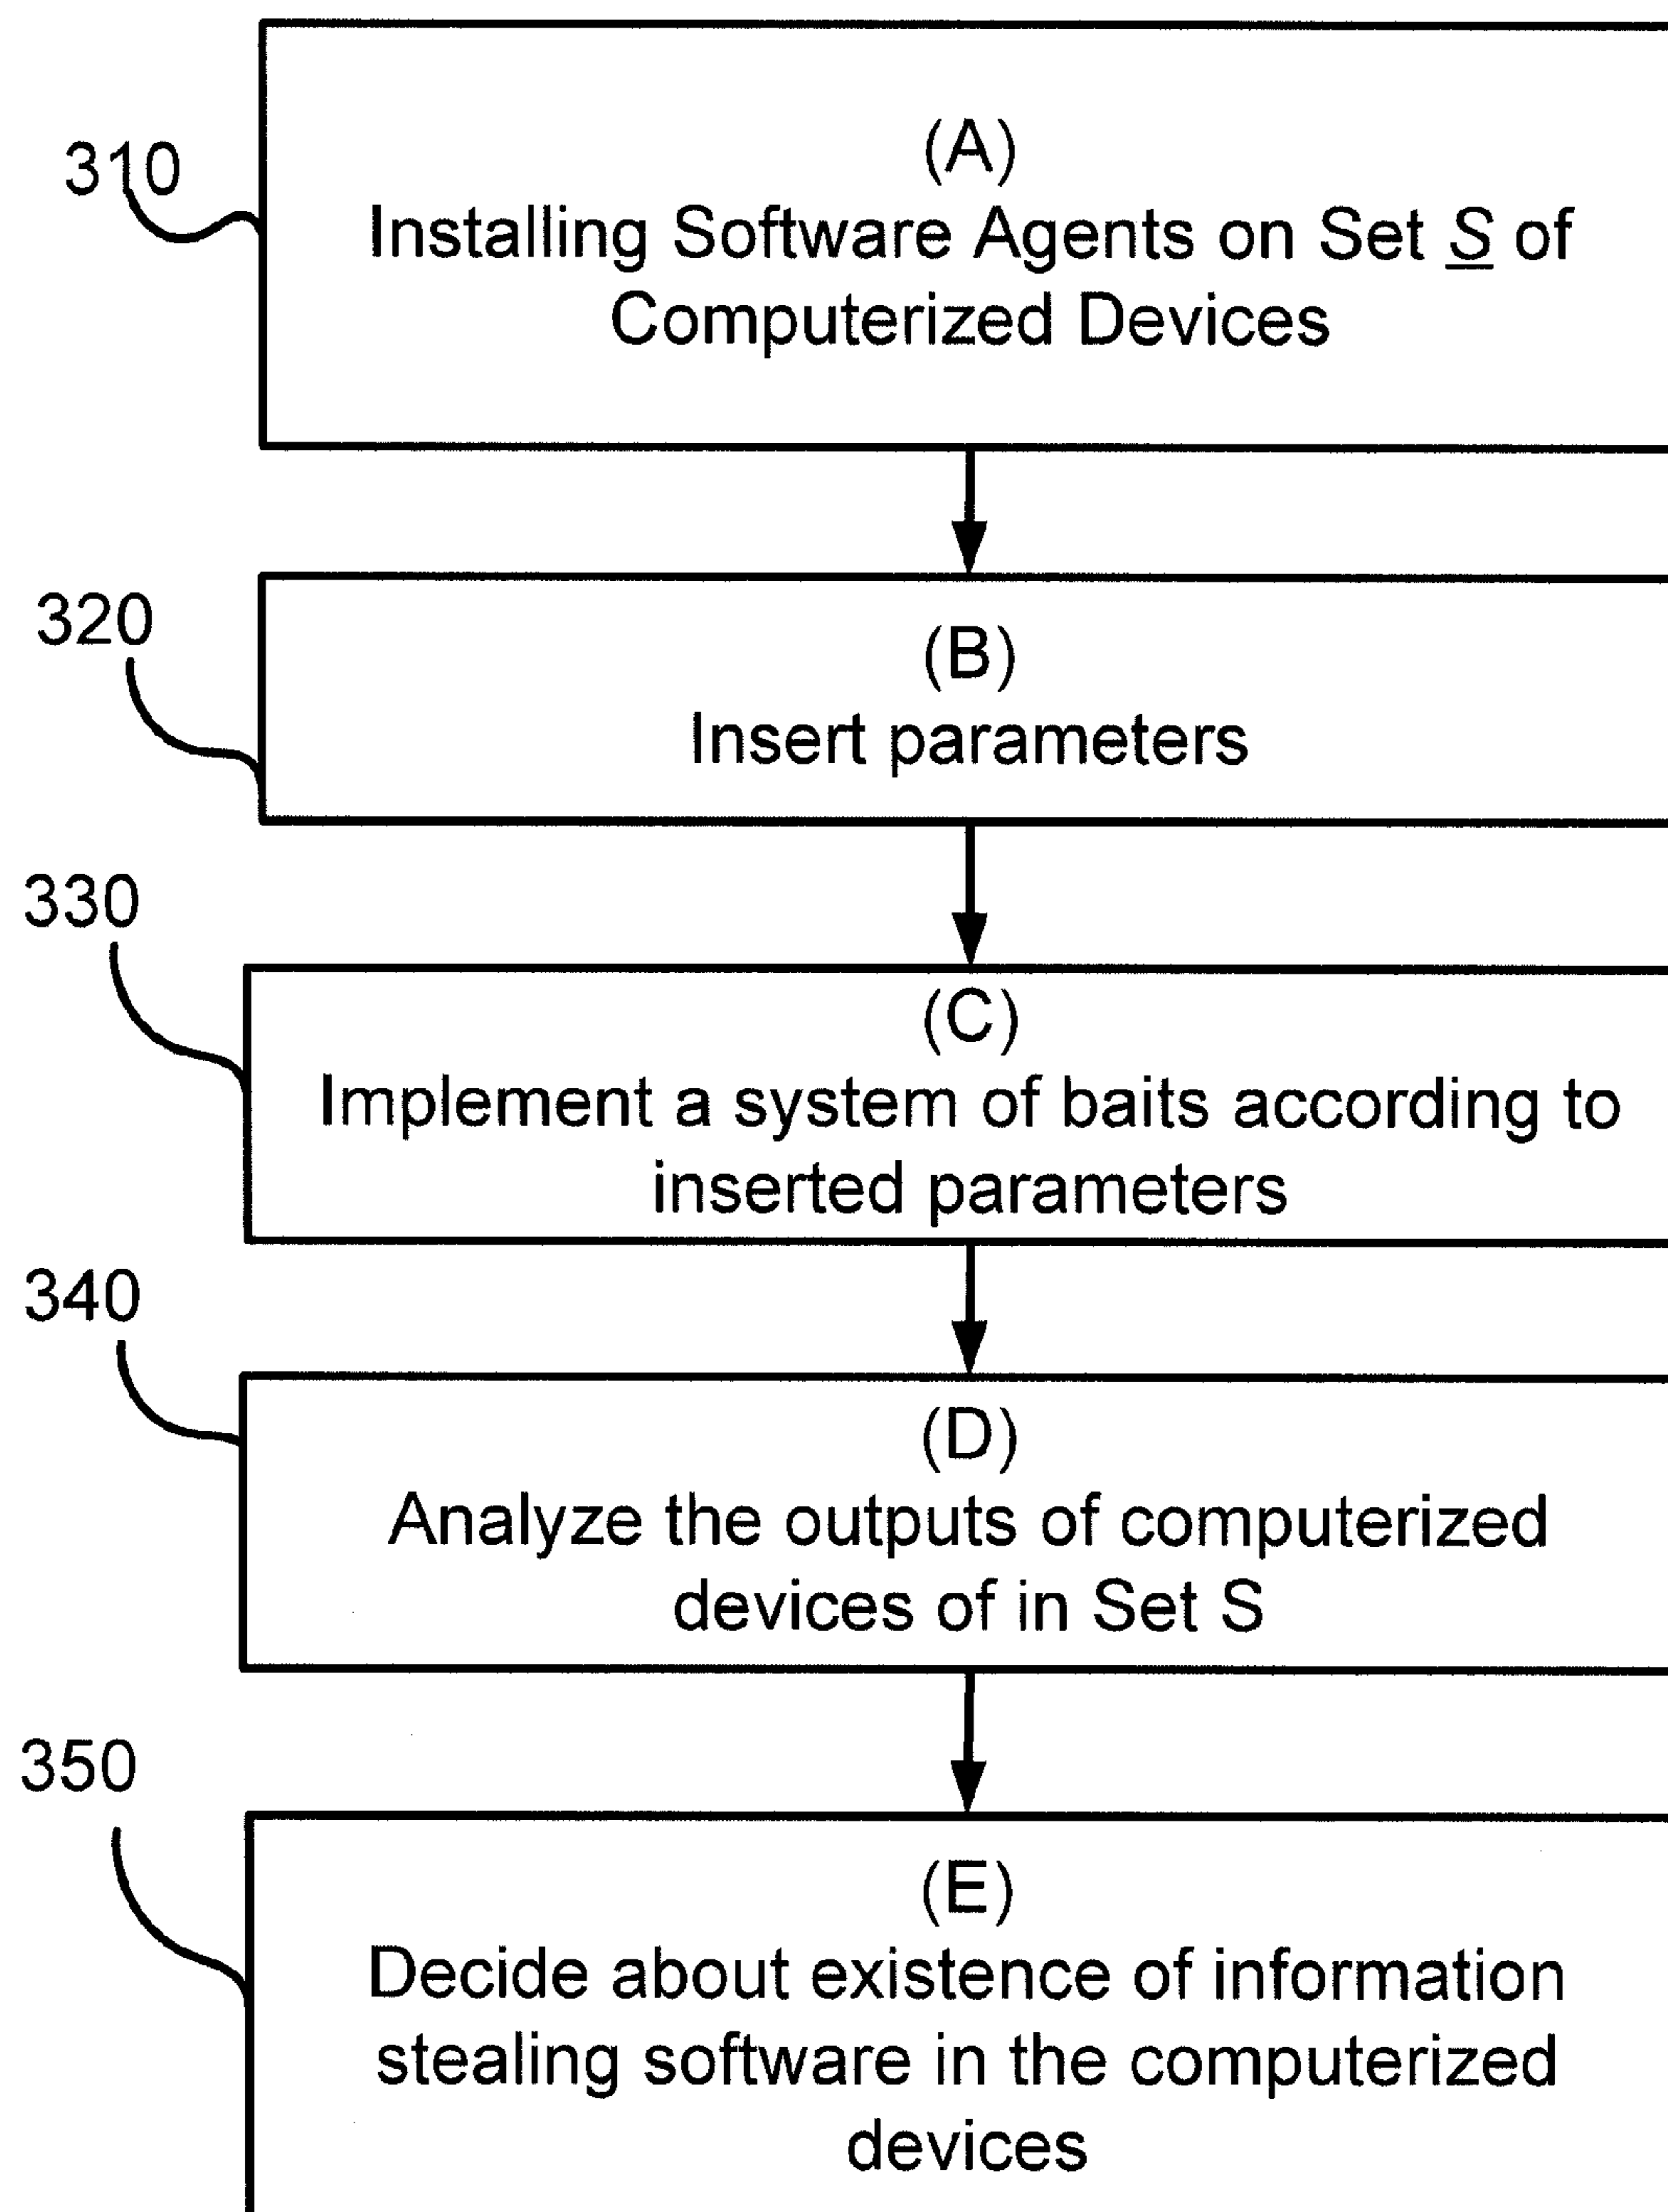 310
(A)
Installing Software Agents on Set S of
Computerized Devices
320
(B)
Insert parameters
330
(C)
Implement a system of baits according to
inserted parameters
340
(D)
Analyze the outputs of computerized
devices of in Set S
350
(E)
Decide about existence of information
stealing software in the computerized
devices